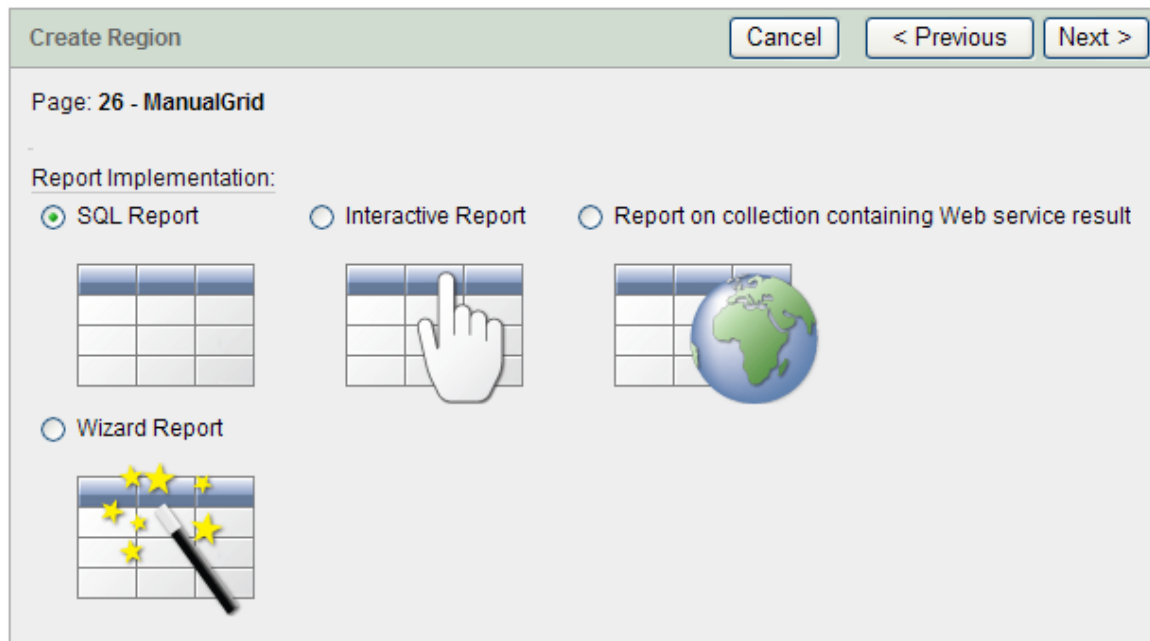 Create Region
Cancel
< Previous
Next >
Page: 26 - ManualGrid
Report Implementation:
SQL Report
Interactive Report
Report on collection containing Web service result
Wizard Report